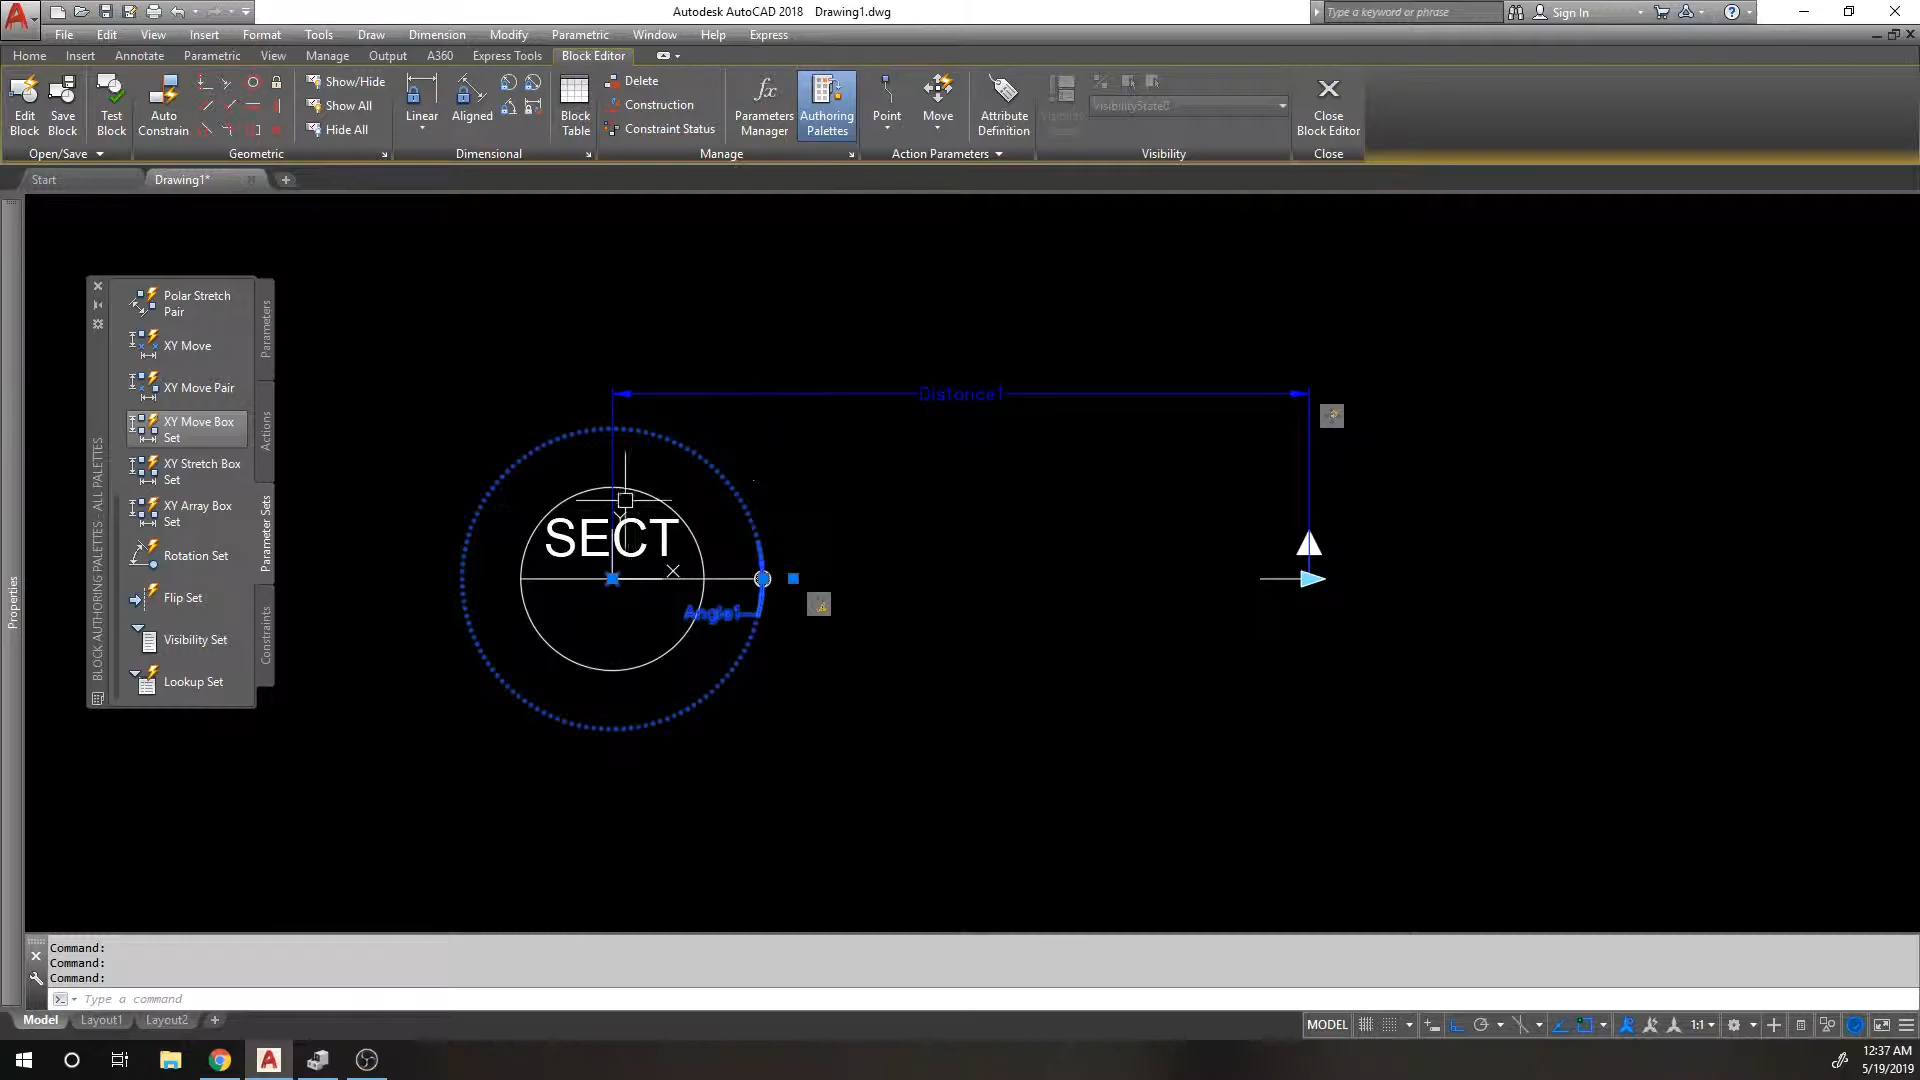 Autodesk AutoCAD 2018 Drawing1.dwg
Type a keyword or phrase
Sign In
File Edit View Insert Format Tools Draw Dimension Modify Parametric Window Help Express
Home Insert Annotate Parametric View Manage Output A360 Express Tools Block Editor
Edit Block
Save Block
Test Block
Auto Constrain
Show/Hide
Show All
Hide All
Linear
Aligned
Block Table
Delete
Construction
Constraint Status
fx
Parameters Manager
Authoring Palettes
Point
Move
Attribute Definition
VisibilityState0
Close Block Editor
Open/Save
Geometric
Dimensional
Manage
Action Parameters
Visibility
Close
Start
Drawing1*
Polar Stretch Pair
XY Move
XY Move Pair
XY Move Box Set
XY Stretch Box Set
XY Array Box Set
Rotation Set
Flip Set
Visibility Set
Lookup Set
Parameters
Actions
Parameter Sets
Constraints
BLOCK AUTHORING PALETTES - ALL PALETTES
Properties
Distance1
SECT
Y
X
Angle1
Command:
Command:
Command:
Type a command
Model Layout1 Layout2
MODEL
1:1
12:37 AM
5/19/2019